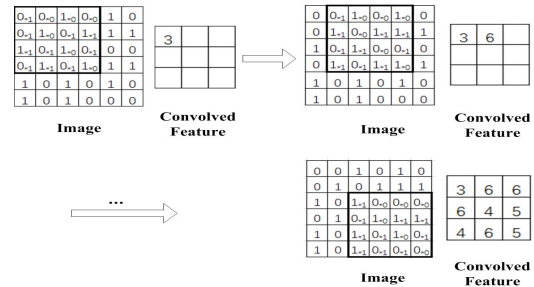 0*1 0*0 1*0 0*0 1 0
0*1 1*0 0*1 1*1 1 1
1*1 0*1 1*0 0*1 0 0
0*1 1*1 0*1 1*0 1 1
1 0 1 0 1 0
1 0 1 0 0 0
Image
3
Convolved
Feature
0 0*1 1*0 0*0 1*0 0
0 1*1 0*0 1*1 1*1 1
1 0*1 1*1 0*0 0*1 0
0 1*1 0*1 1*1 1*0 1
1 0 1 0 1 0
1 0 1 0 0 0
Image
3 6
Convolved
Feature
...
0 0 1 0 1 0
0 1 0 1 1 1
1 0 1*1 0*0 0*0 0*0
0 1 0*1 1*0 1*1 1*1
1 0 1*1 0*1 1*0 0*1
1 0 1*1 0*1 0*1 0*0
Image
3 6 6
6 4 5
4 6 5
Convolved
Feature